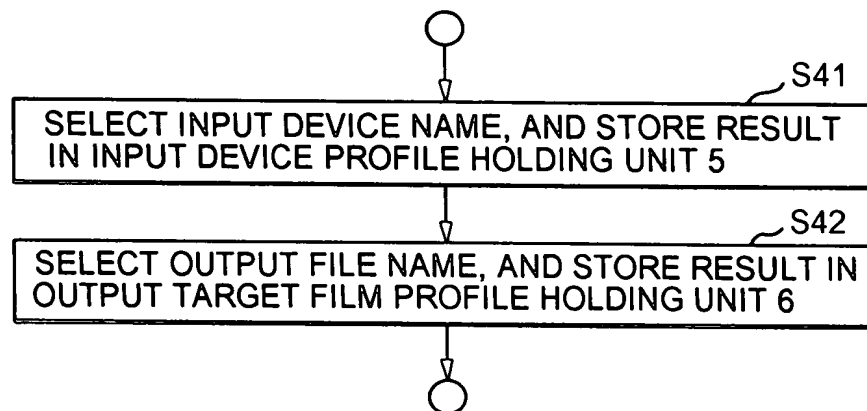 S41
SELECT INPUT DEVICE NAME, AND STORE RESULT
IN INPUT DEVICE PROFILE HOLDING UNIT 5
S42
SELECT OUTPUT FILE NAME, AND STORE RESULT IN
OUTPUT TARGET FILM PROFILE HOLDING UNIT 6